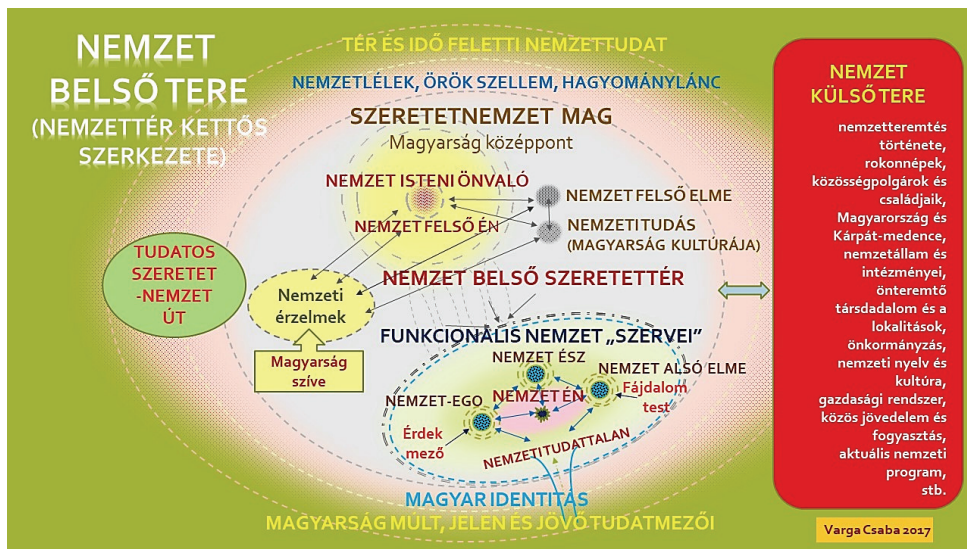 NEMZET
BELSŐ TERE
(NEMZETTÉR KETTŐS
SZERKEZETE)
TÉR ÉS IDŐ FELETTI NEMZETTUDAT
NEMZETLÉLEK, ÖRÖK SZELLEM, HAGYOMÁNYLÁNC
SZERETETNEMZET MAG
Magyarság középpont
NEMZET ISTENI ÖNVALÓ
NEMZET FELSŐ ELME
NEMZET FELSŐ ÉN
NEMZETI TUDÁS
(MAGYARSÁG KULTÚRÁJA)
TUDATOS
SZERETET
-NEMZET
ÚT
NEMZET BELSŐ SZERETETTÉR
Nemzeti
érzelmek
Magyarság
szíve
FUNKCIONÁLIS NEMZET „SZERVEI”
NEMZET ÉSZ
NEMZET ALSÓ ELME
Fájdalom
test
NEMZET ÉN
NEMZET-EGO
Érdek
mező
NEMZETI TUDATTALAN
MAGYAR IDENTITÁS
MAGYARSÁG MÚLT, JELEN ÉS JÖVŐ TUDATMEZŐI
NEMZET
KÜLSŐ TERE
nemzetteremtés
története,
rokonnépek,
közösségpolgárok és
családjaik,
Magyarország és
Kárpát-medence,
nemzetállam és
intézményei,
önteremtő
társdadalom és a
lokalitások,
önkormányzás,
nemzeti nyelv és
kultúra,
gazdasági rendszer,
közös jövedelem és
fogyasztás,
aktuális nemzeti
program,
stb.
Varga Csaba 2017